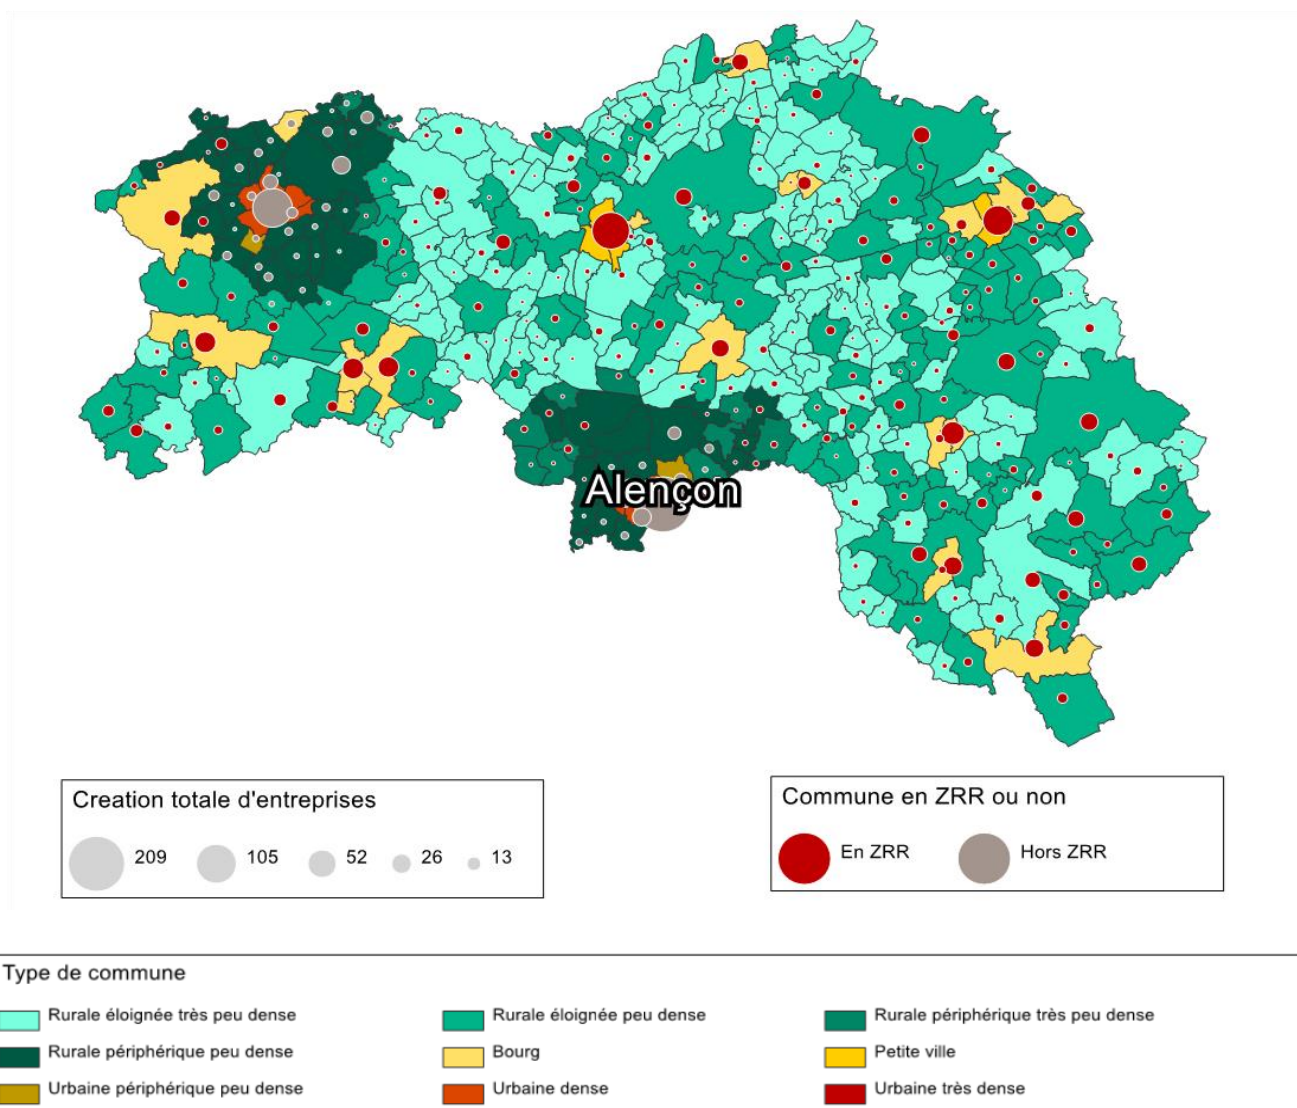 Alençon
Creation totale d'entreprises
209 105 52 26 13
Commune en ZRR ou non
En ZRR Hors ZRR
Type de commune
Rurale éloignée très peu dense Rurale éloignée peu dense Rurale périphérique très peu dense
Rurale périphérique peu dense Bourg Petite ville
Urbaine périphérique peu dense Urbaine dense Urbaine très dense